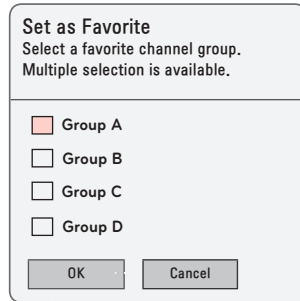 Set as Favorite
Select a favorite channel group.
Multiple selection is available.
Group A
Group B
Group C
Group D
OK Cancel